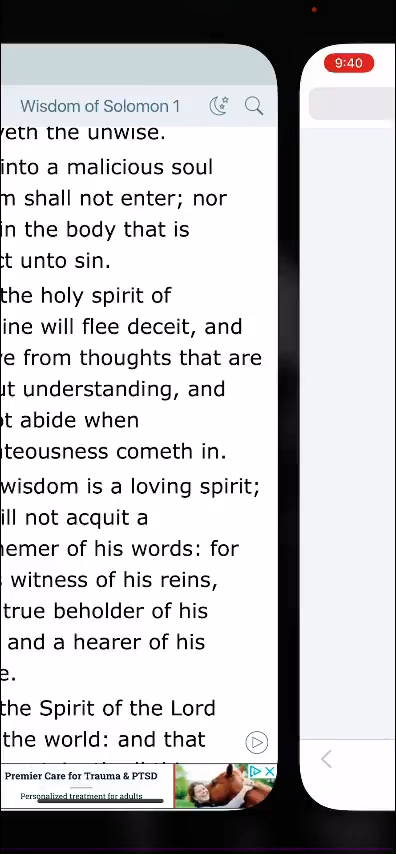 9:40
Wisdom of Solomon 1
veth the unwise.
into a malicious soul
m shall not enter; nor
in the body that is
ct unto sin.
the holy spirit of
ine will flee deceit, and
ve from thoughts that are
ut understanding, and
ot abide when
teousness cometh in.
wisdom is a loving spirit;
ill not acquit a
hemer of his words: for
witness of his reins,
true beholder of his
and a hearer of his
e.
the Spirit of the Lord
the world: and that
Premier Care for Trauma & PTSD
Personalized treatment for adults